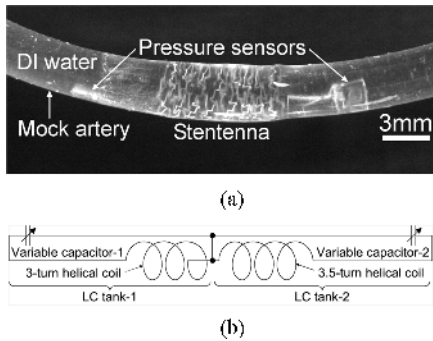 Pressure sensors
DI water
Mock artery
Stentenna
3mm
(a)
Variable capacitor-1
Variable capacitor-2
3-turn helical coil
3.5-turn helical coil
LC tank-1
LC tank-2
(b)